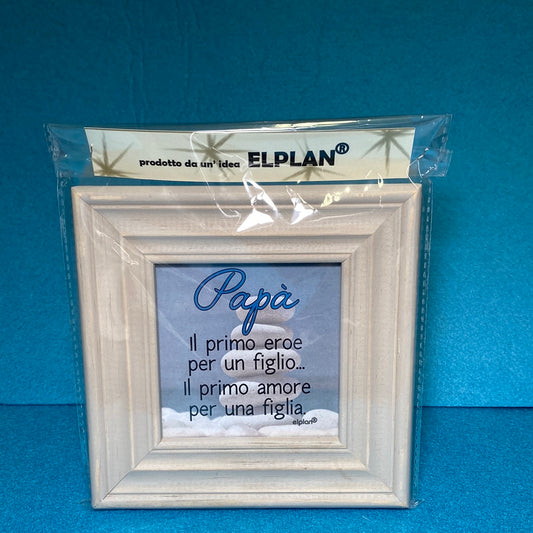 prodotto da un' idea ELPLAN®
Papà
Il primo eroe
per un figlio...
Il primo amore
per una figlia.
elplan®